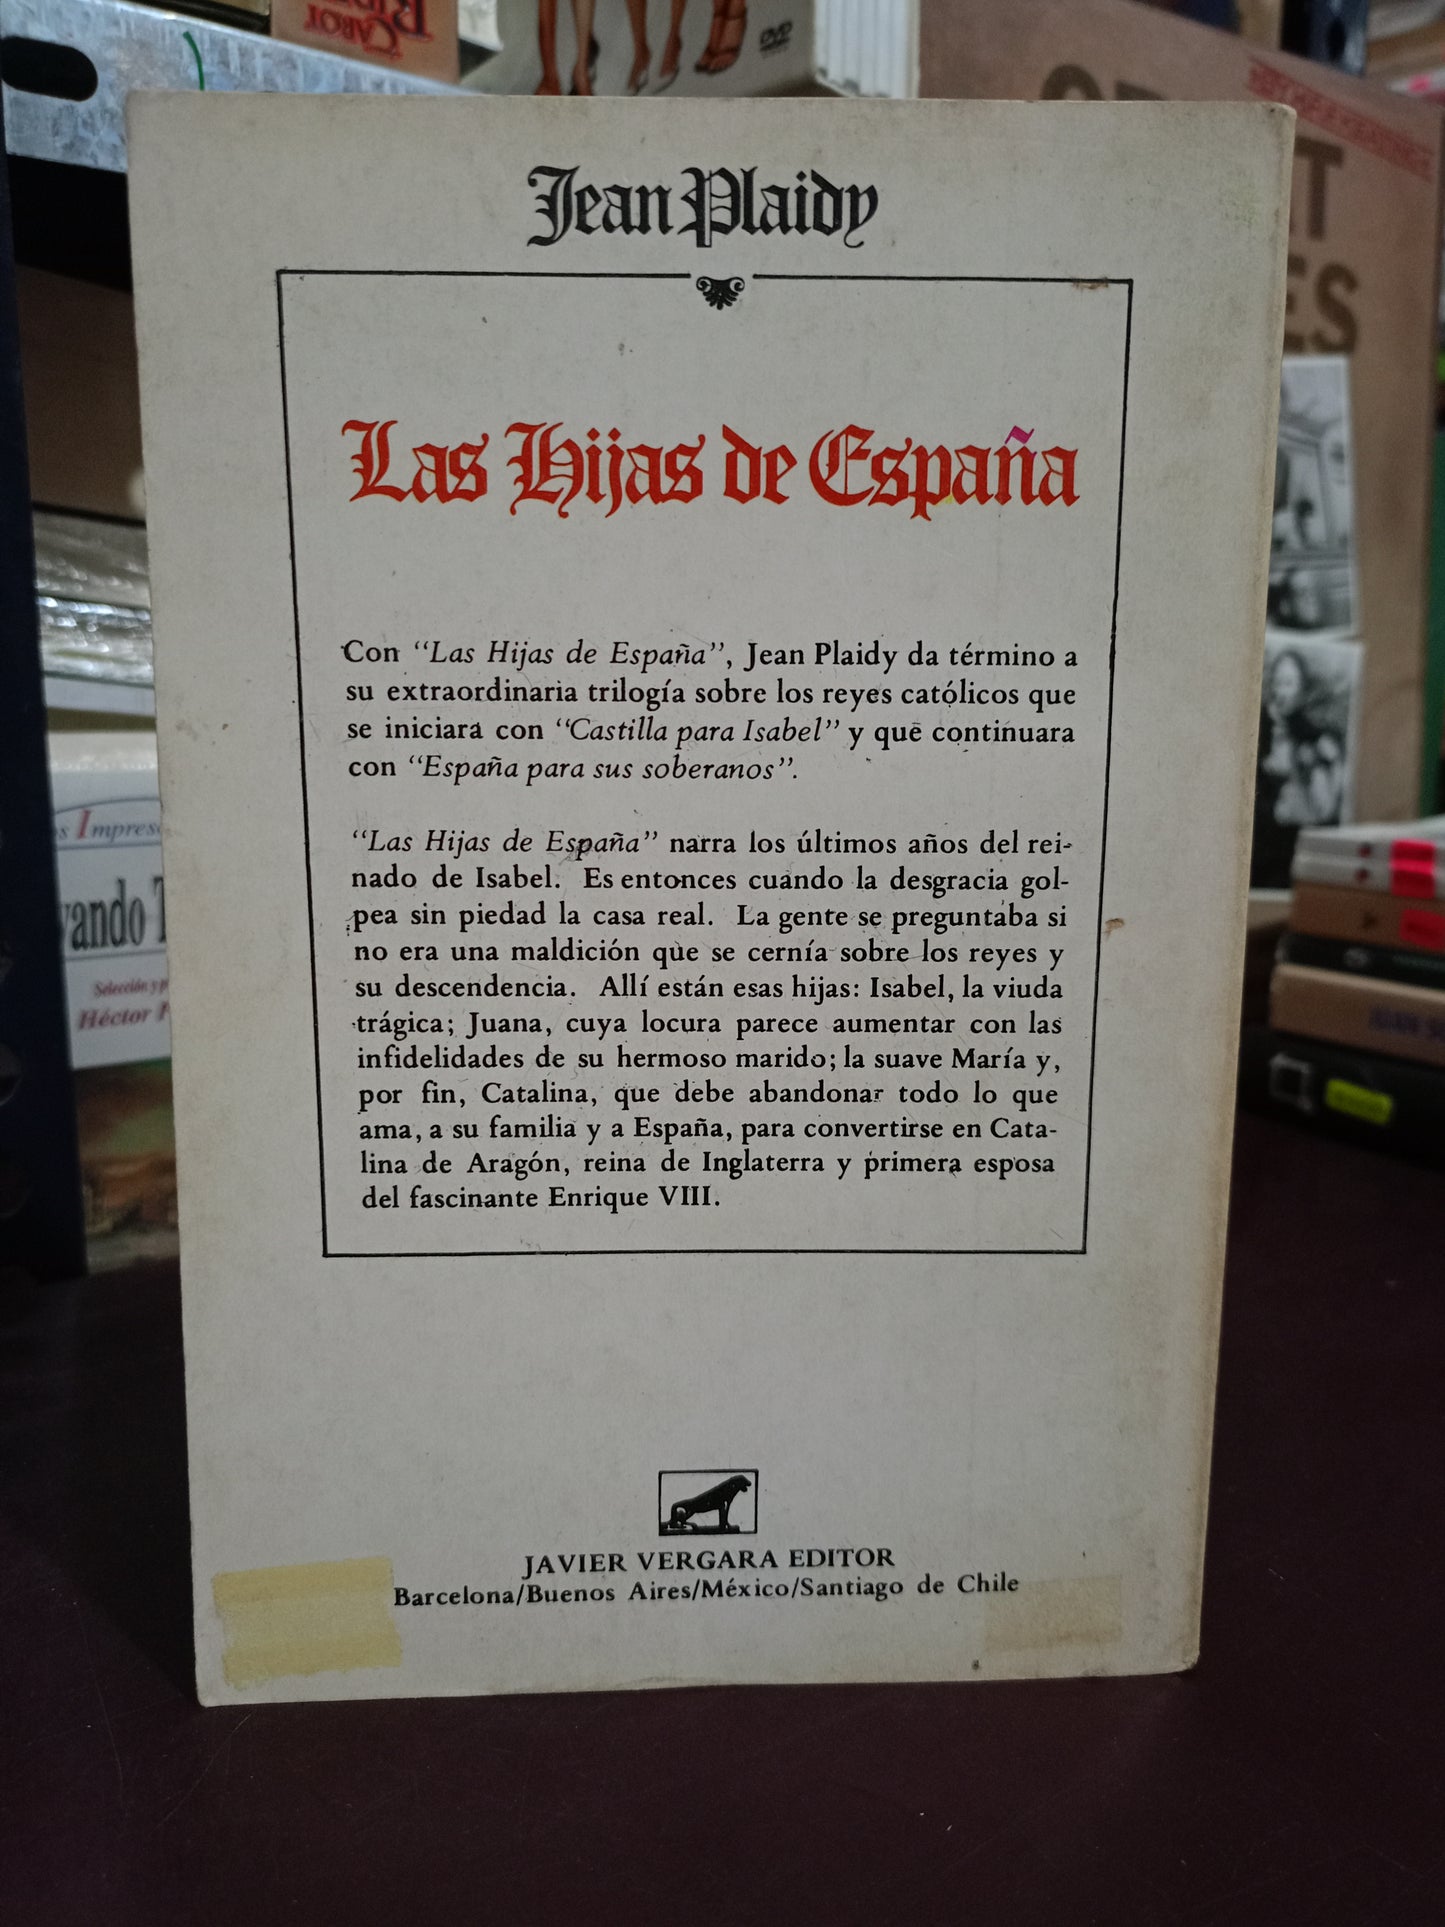 Jean Plaidy
Las Hijas de España
Con “Las Hijas de España”, Jean Plaidy da término a
su extraordinaria trilogía sobre los reyes católicos que
se iniciara con “Castilla para Isabel” y que continuara
con “España para sus soberanos”.
“Las Hijas de España” narra los últimos años del rei-
nado de Isabel. Es entonces cuando la desgracia gol-
pea sin piedad la casa real. La gente se preguntaba si
no era una maldición que se cernía sobre los reyes y
su descendencia. Allí están esas hijas: Isabel, la viuda
trágica; Juana, cuya locura parece aumentar con las
infidelidades de su hermoso marido; la suave María y,
por fin, Catalina, que debe abandonar todo lo que
ama, a su familia y a España, para convertirse en Cata-
lina de Aragón, reina de Inglaterra y primera esposa
del fascinante Enrique VIII.
JAVIER VERGARA EDITOR
Barcelona/Buenos Aires/México/Santiago de Chile
CABOT
DVD
Selección y
Héctor